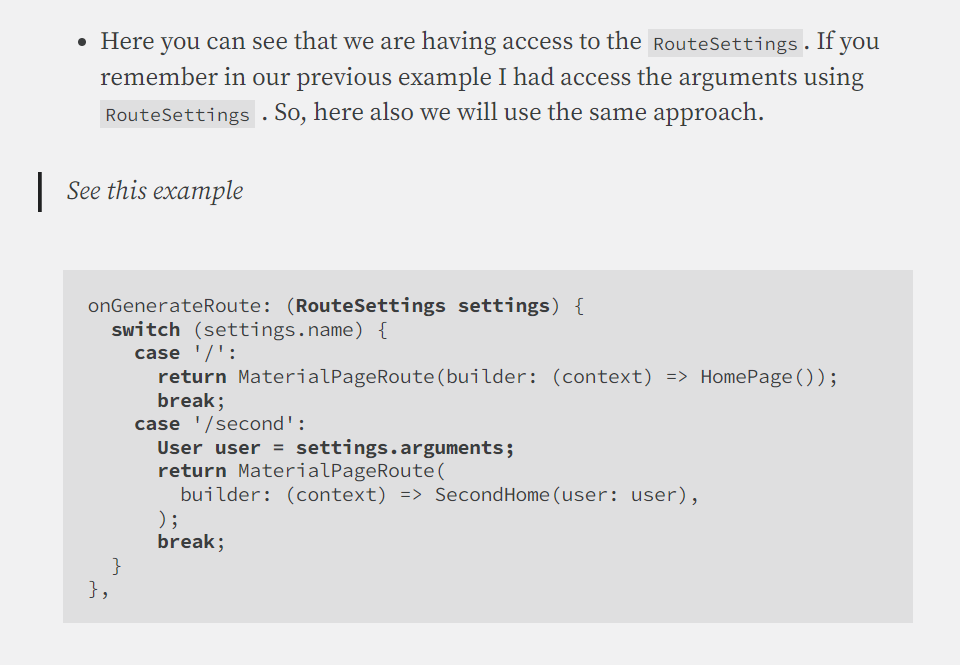 • Here you can see that we are having access to the RouteSettings. If you
remember in our previous example I had access the arguments using
RouteSettings . So, here also we will use the same approach.
See this example
onGenerateRoute: (RouteSettings settings) {
  switch (settings.name) {
    case '/':
      return MaterialPageRoute(builder: (context) => HomePage());
      break;
    case '/second':
      User user = settings.arguments;
      return MaterialPageRoute(
        builder: (context) => SecondHome(user: user),
      );
      break;
  }
},